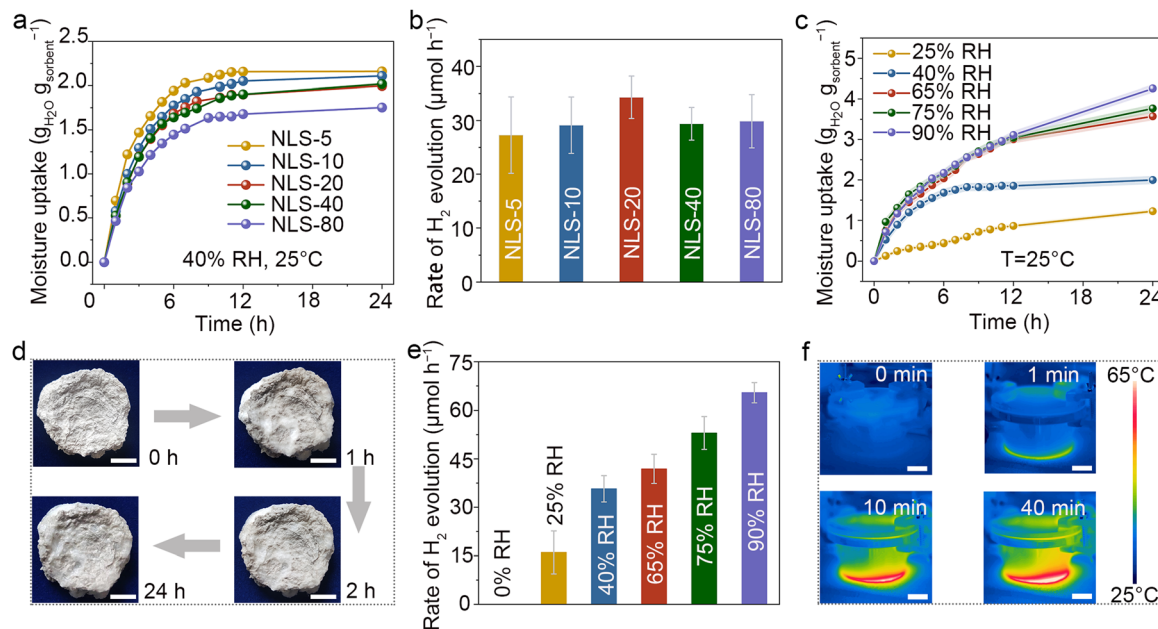 a
Moisture uptake (g_H₂O g_sorbent⁻¹)
2.5
2.0
1.5
1.0
0.5
0.0
NLS-5
NLS-10
NLS-20
NLS-40
NLS-80
40% RH, 25°C
0 6 12 18 24
Time (h)
b
Rate of H₂ evolution (μmol h⁻¹)
40
30
20
10
0
NLS-5
NLS-10
NLS-20
NLS-40
NLS-80
c
Moisture uptake (g_H₂O g_sorbent⁻¹)
5
4
3
2
1
0
25% RH
40% RH
65% RH
75% RH
90% RH
T=25°C
0 6 12 18 24
Time (h)
d
0 h
1 h
24 h
2 h
e
Rate of H₂ evolution (μmol h⁻¹)
75
60
45
30
15
0
0% RH
25% RH
40% RH
65% RH
75% RH
90% RH
f
0 min
1 min
10 min
40 min
65°C
25°C